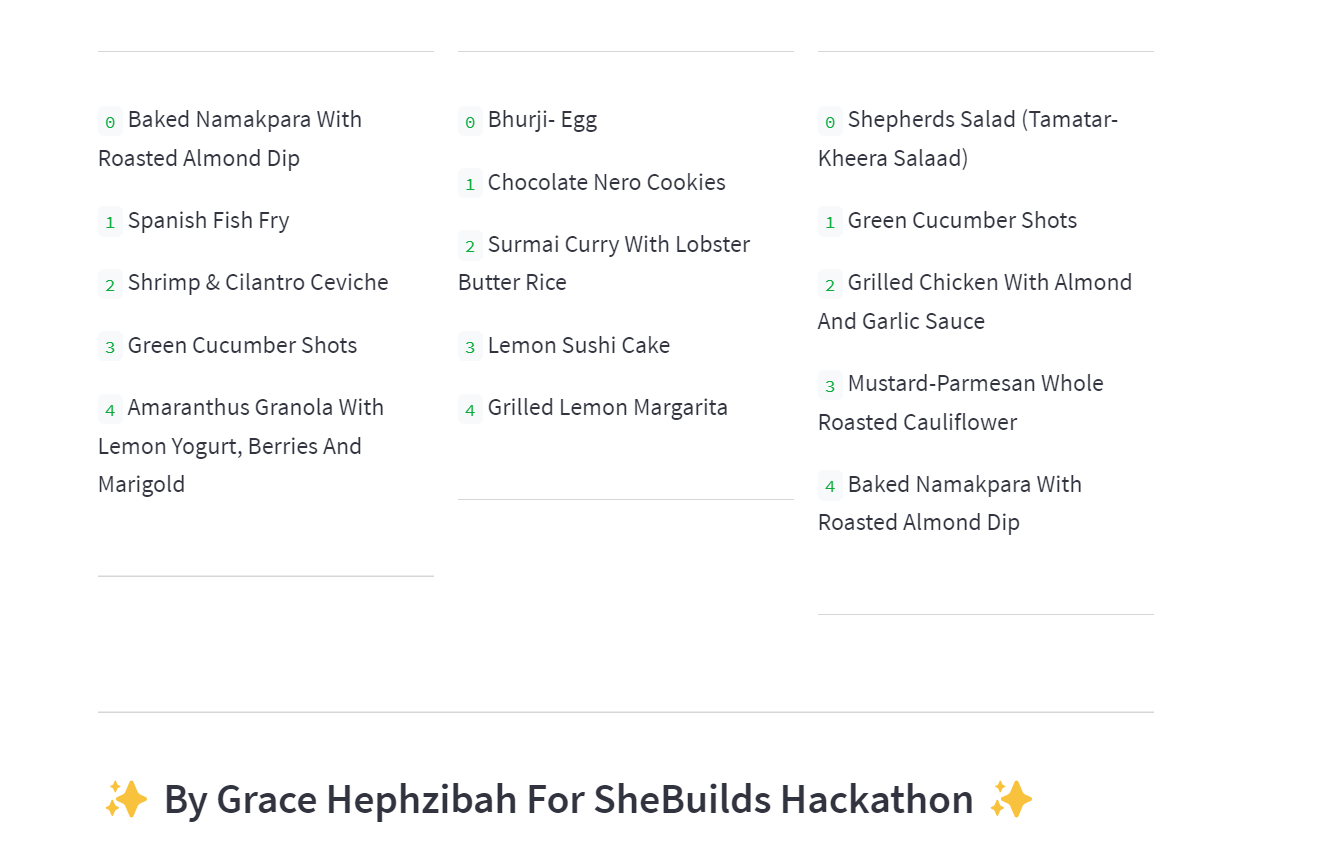 0 Baked Namakpara With
Roasted Almond Dip
1 Spanish Fish Fry
2 Shrimp & Cilantro Ceviche
3 Green Cucumber Shots
4 Amaranthus Granola With
Lemon Yogurt, Berries And
Marigold
0 Bhurji- Egg
1 Chocolate Nero Cookies
2 Surmai Curry With Lobster
Butter Rice
3 Lemon Sushi Cake
4 Grilled Lemon Margarita
0 Shepherds Salad (Tamatar-
Kheera Salaad)
1 Green Cucumber Shots
2 Grilled Chicken With Almond
And Garlic Sauce
3 Mustard-Parmesan Whole
Roasted Cauliflower
4 Baked Namakpara With
Roasted Almond Dip
✨ By Grace Hephzibah For SheBuilds Hackathon ✨